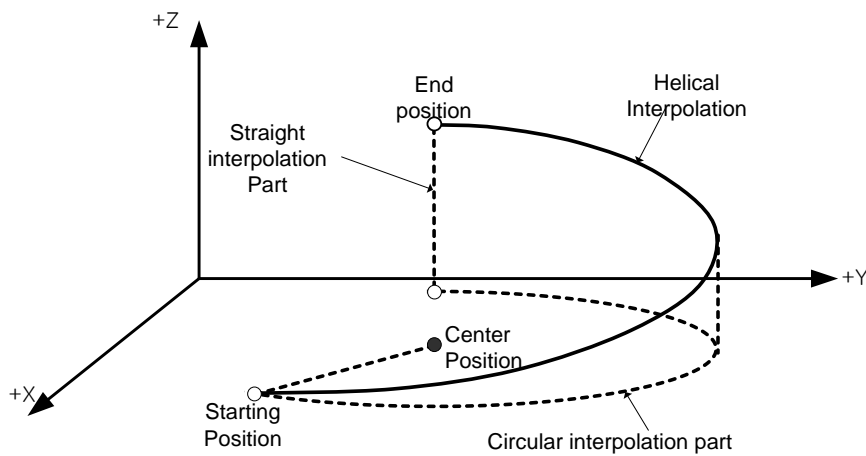 +Z
End
position
Helical
Interpolation
Straight
interpolation
Part
+Y
Center
Position
+X
Starting
Position
Circular interpolation part